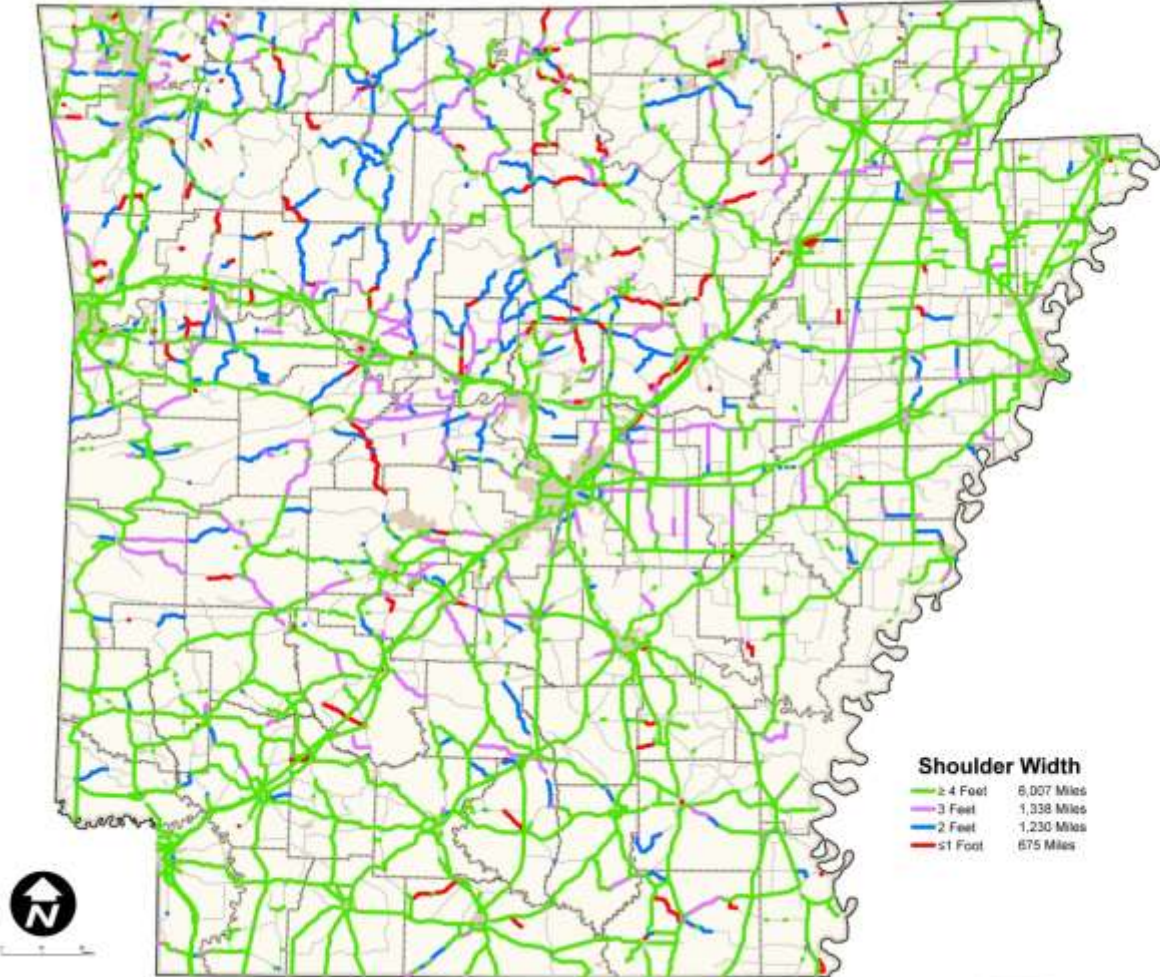 Shoulder Width
≥ 4 Feet 6,007 Miles
3 Feet 1,338 Miles
2 Feet 1,230 Miles
≤1 Foot 675 Miles
N